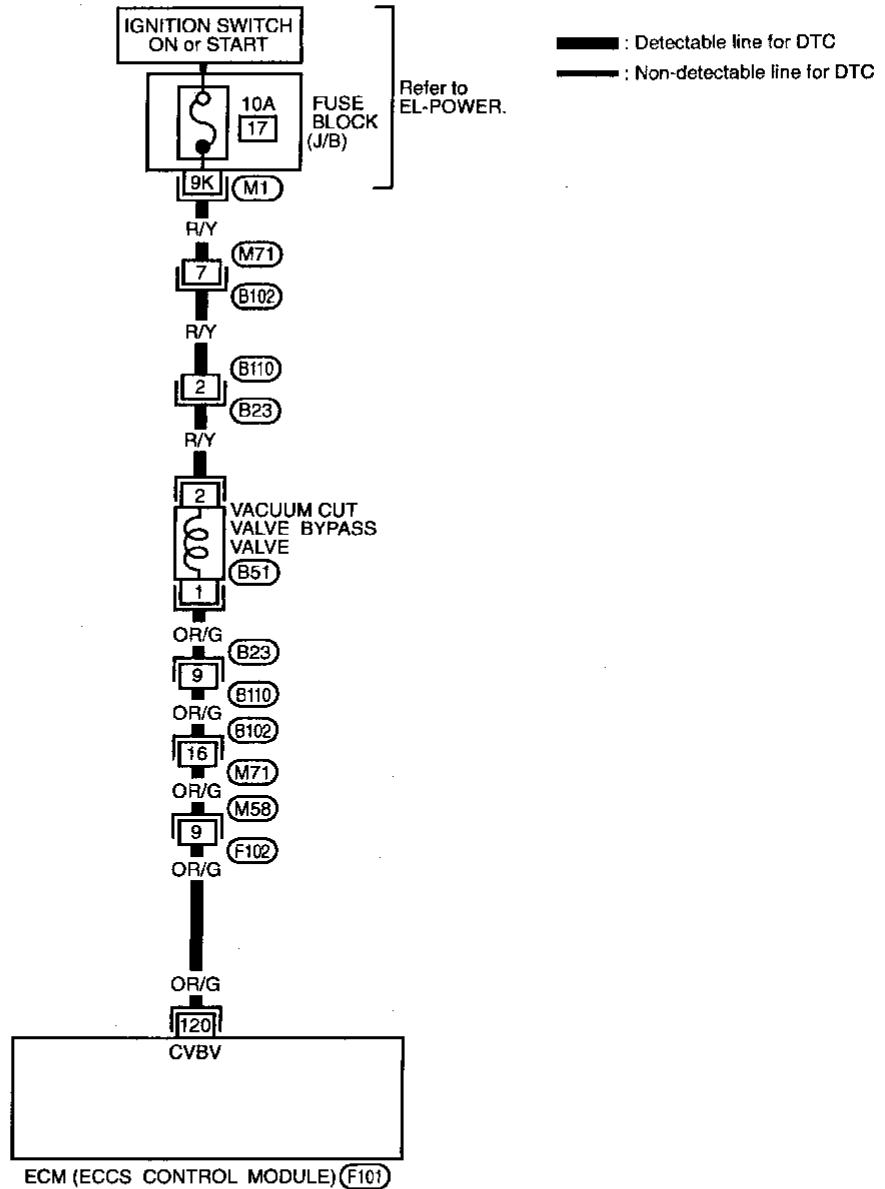 IGNITION SWITCH
ON or START
: Detectable line for DTC
: Non-detectable line for DTC
10A
17
FUSE
BLOCK
(J/B)
Refer to
EL-POWER.
9K
M1
R/Y
M71
7
B102
R/Y
B110
2
B23
R/Y
2
VACUUM CUT
VALVE BYPASS
VALVE
B51
1
OR/G
B23
9
B110
OR/G
B102
16
M71
OR/G
M58
9
F102
OR/G
OR/G
120
CVBV
ECM (ECCS CONTROL MODULE) F101